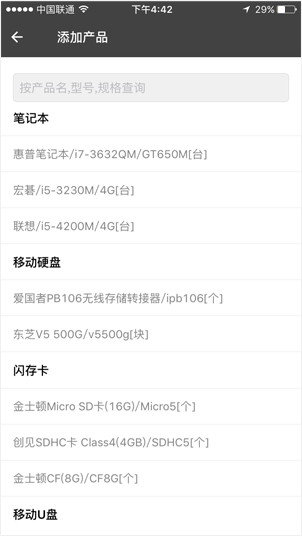 中国联通 下午4:42 29%
添加产品
按产品名,型号,规格查询
笔记本
惠普笔记本/i7-3632QM/GT650M[台]
宏碁/i5-3230M/4G[台]
联想/i5-4200M/4G[台]
移动硬盘
爱国者PB106无线存储转接器/ipb106[个]
东芝V5 500G/v5500g[块]
闪存卡
金士顿Micro SD卡(16G)/Micro5[个]
创见SDHC卡 Class4(4GB)/SDHC5[个]
金士顿CF(8G)/CF8G[个]
移动U盘